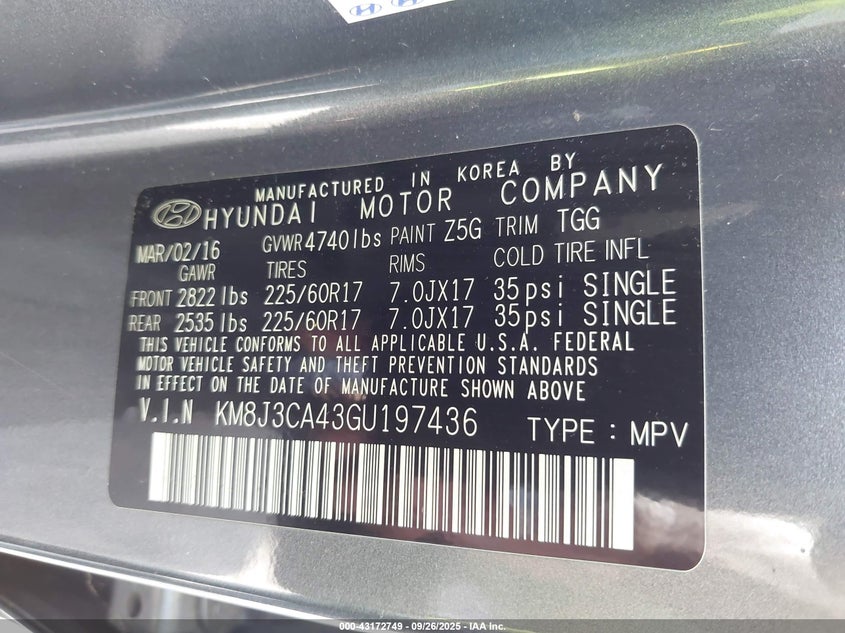 MANUFACTURED IN KOREA BY
HYUNDAI MOTOR COMPANY
MAR/02/16 GVWR 4740lbs PAINT Z5G TRIM TGG
GAWR TIRES RIMS COLD TIRE INFL
FRONT 2822 lbs 225/60R17 7.0JX17 35psi SINGLE
REAR 2535 lbs 225/60R17 7.0JX17 35psi SINGLE
THIS VEHICLE CONFORMS TO ALL APPLICABLE U.S.A. FEDERAL
MOTOR VEHICLE SAFETY AND THEFT PREVENTION STANDARDS
IN EFFECT ON THE DATE OF MANUFACTURE SHOWN ABOVE
V.I.N KM8J3CA43GU197436 TYPE : MPV
000-43172749 09/26/2025 IAA Inc.